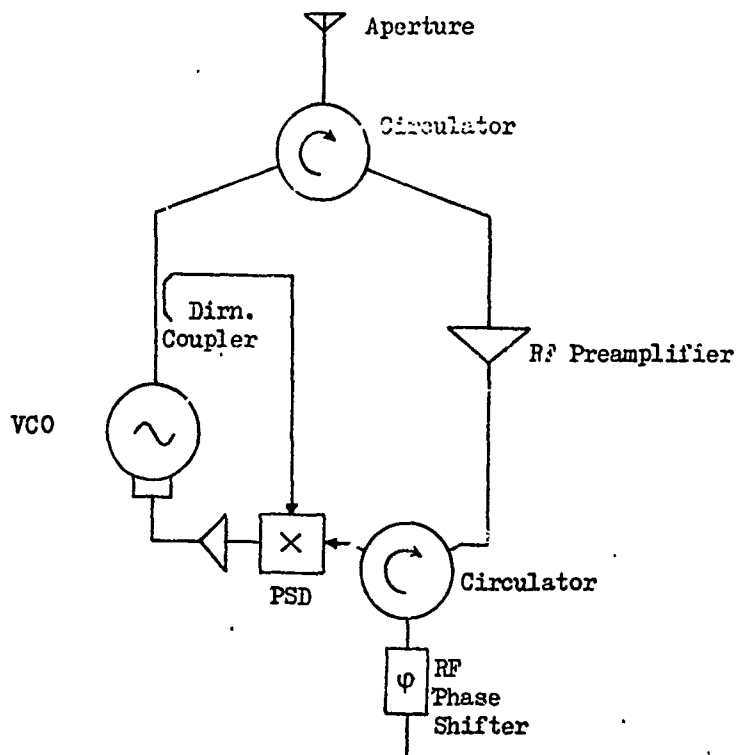 Aperture
Circulator
Dirn.
Coupler
RF Preamplifier
VCO
×
PSD
Circulator
φ
RF
Phase
Shifter